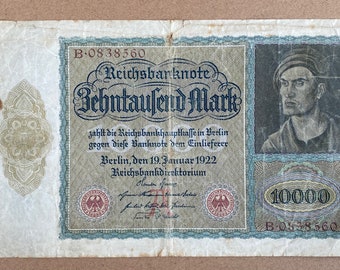 B·0838560
Reichsbanknote
Zehntausend Mark
zahlt die Reichsbankhauptkasse in Berlin
gegen diese Banknote dem Einlieferer
Berlin, den 19. Januar 1922
Reichsbankdirektorium
10000
B·0838560